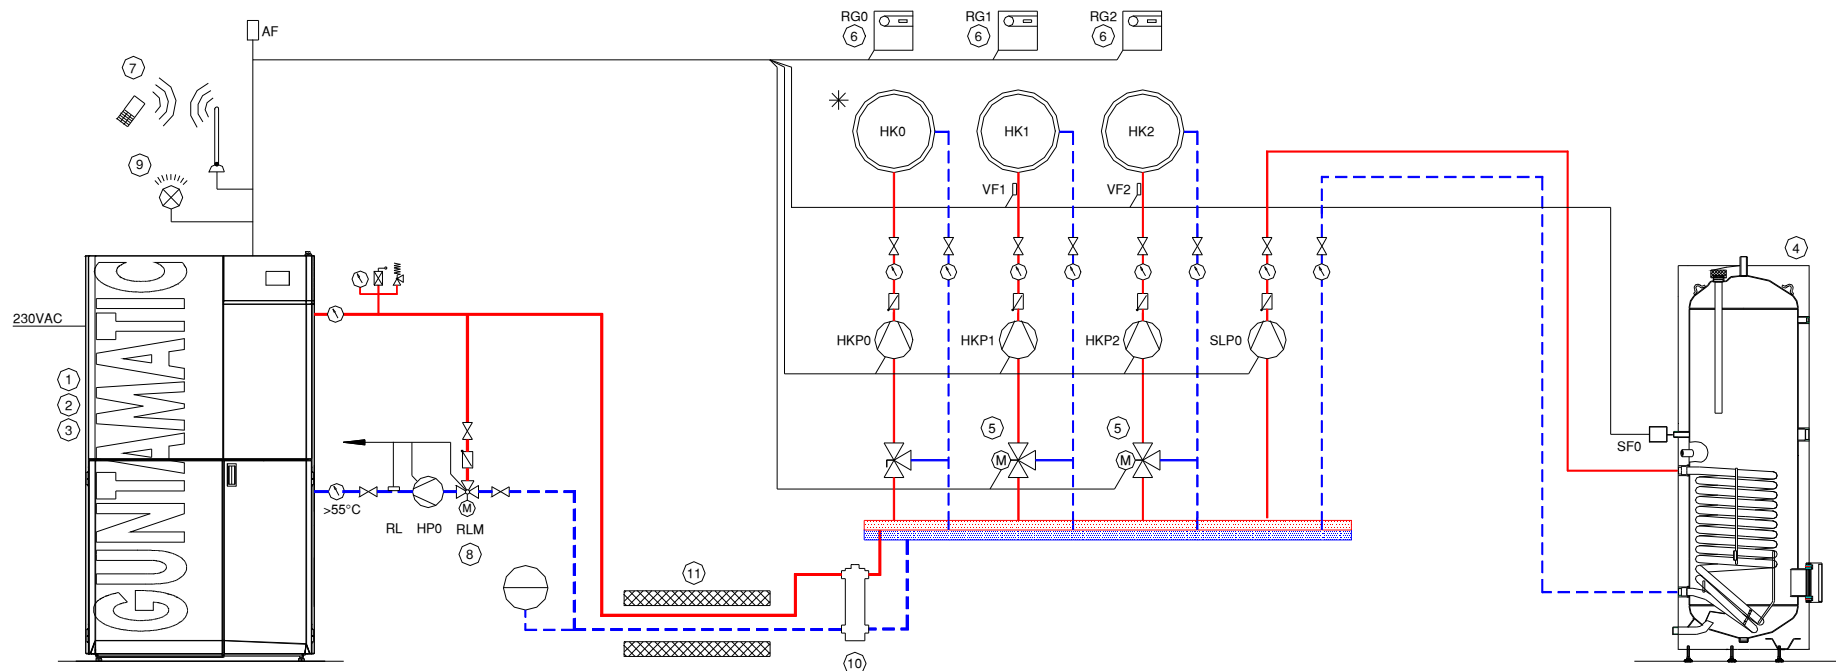 AF
RG0
RG1
RG2
6
6
6
7
9
HK0
HK1
HK2
VF1
VF2
4
230VAC
GUNTAMATIC
1
2
3
HKP0
HKP1
HKP2
SLP0
5
5
M
M
SF0
>55°C
RL
HP0
RLM
M
8
11
10